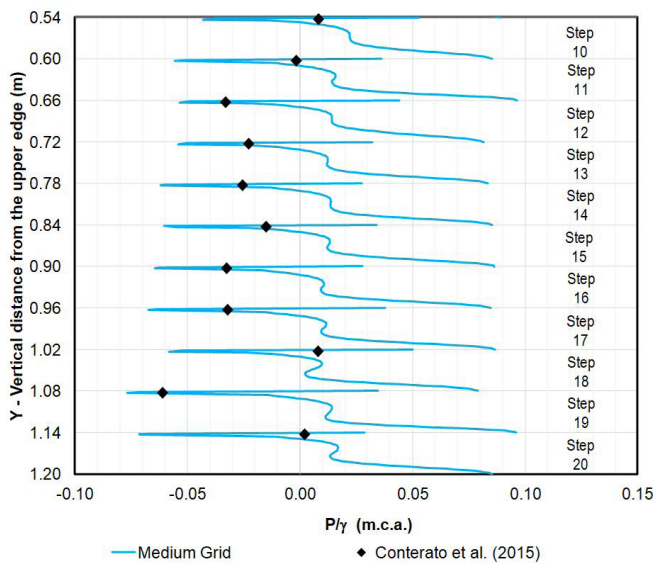 Y - Vertical distance from the upper edge (m)
0.54
0.60
0.66
0.72
0.78
0.84
0.90
0.96
1.02
1.08
1.14
1.20
Step
10
Step
11
Step
12
Step
13
Step
14
Step
15
Step
16
Step
17
Step
18
Step
19
Step
20
-0.10
-0.05
0.00
0.05
0.10
0.15
P/γ (m.c.a.)
Medium Grid
Conterato et al. (2015)